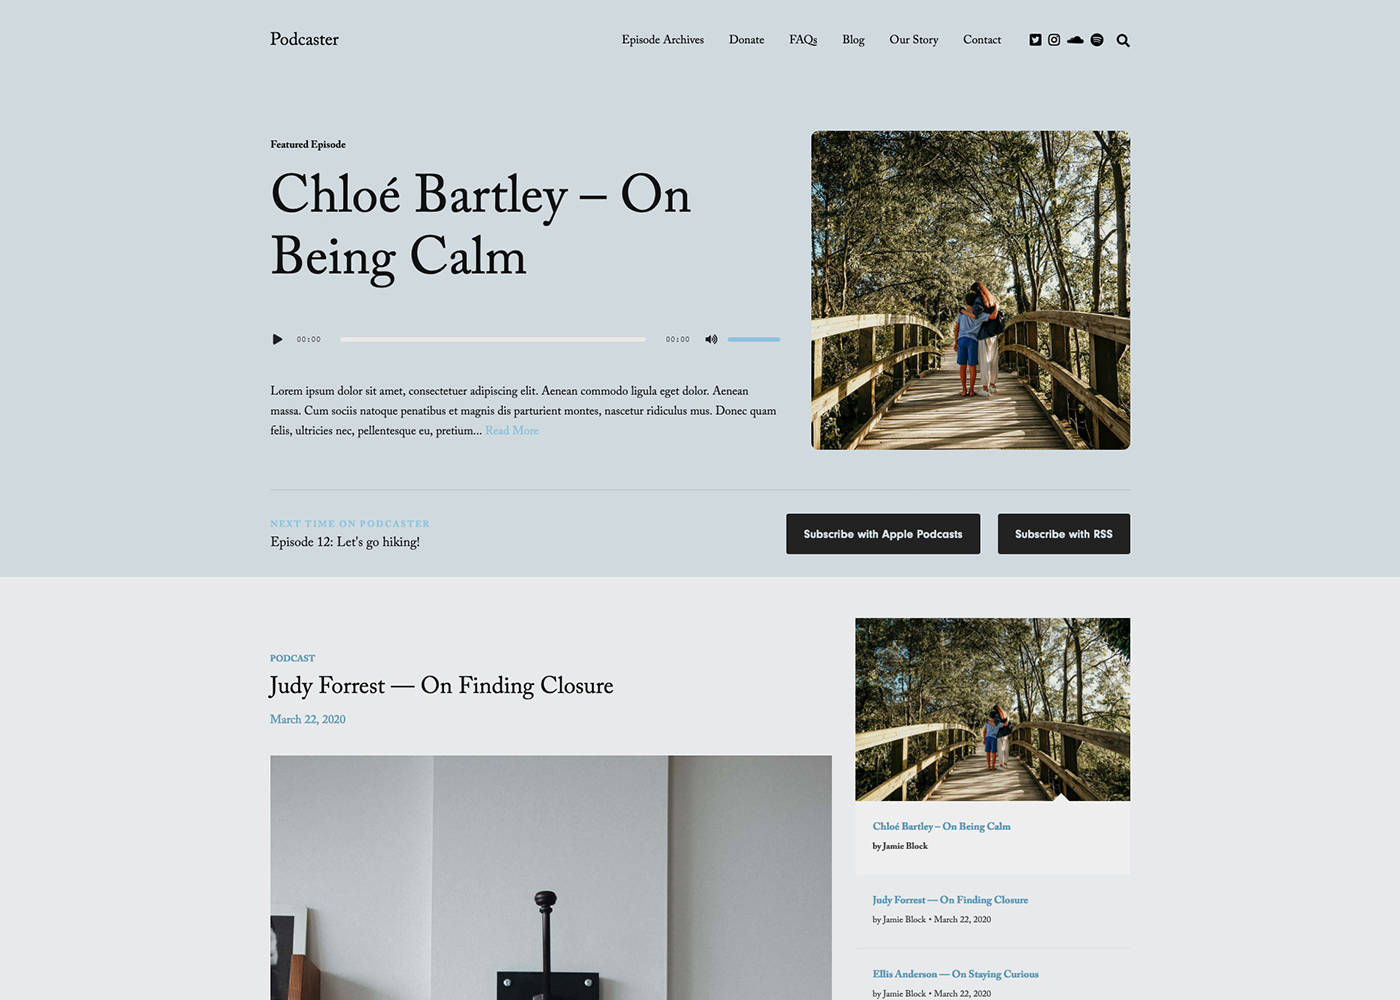 Podcaster
Episode Archives
Donate
FAQs
Blog
Our Story
Contact
Featured Episode
Chloé Bartley – On
Being Calm
00:00
00:00
Lorem ipsum dolor sit amet, consectetuer adipiscing elit. Aenean commodo ligula eget dolor. Aenean
massa. Cum sociis natoque penatibus et magnis dis parturient montes, nascetur ridiculus mus. Donec quam
felis, ultricies nec, pellentesque eu, pretium... Read More
NEXT TIME ON PODCASTER
Episode 12: Let's go hiking!
Subscribe with Apple Podcasts
Subscribe with RSS
PODCAST
Judy Forrest — On Finding Closure
March 22, 2020
Chloé Bartley – On Being Calm
by Jamie Block
Judy Forrest — On Finding Closure
by Jamie Block • March 22, 2020
Ellis Anderson — On Staying Curious
by Jamie Block • March 22, 2020